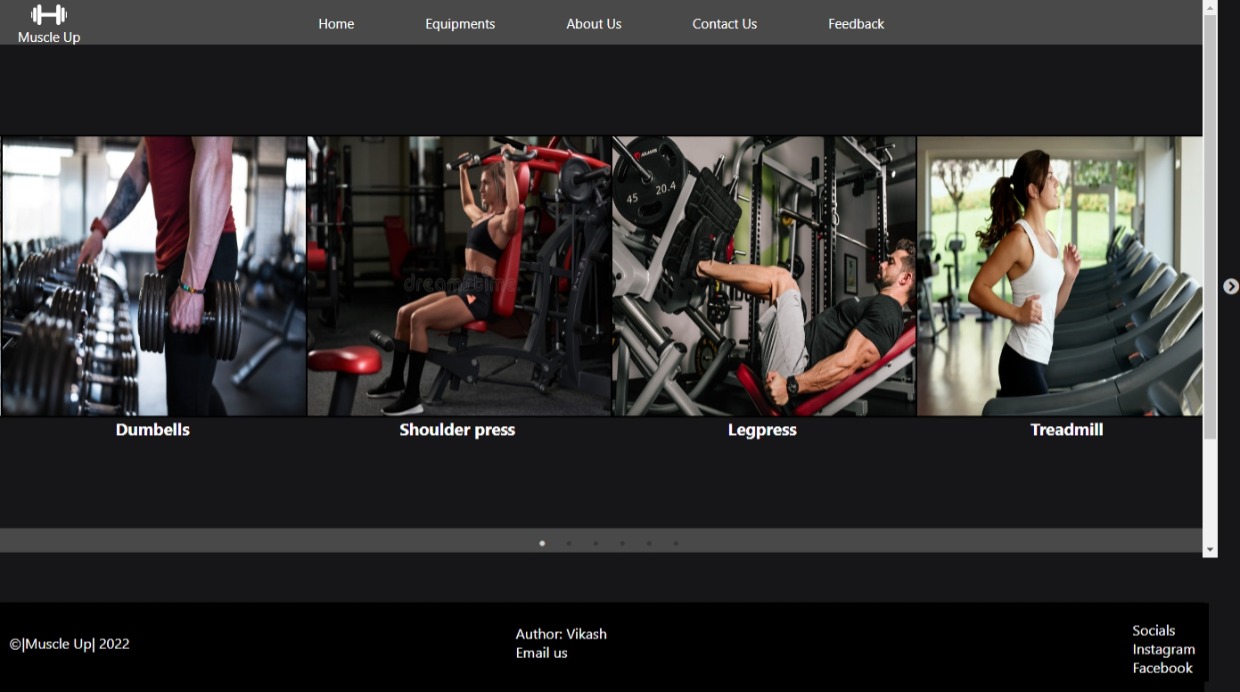 Muscle Up
Home
Equipments
About Us
Contact Us
Feedback
45
20.4
dreamstime
Dumbells
Shoulder press
Legpress
Treadmill
©|Muscle Up| 2022
Author: Vikash
Email us
Socials
Instagram
Facebook